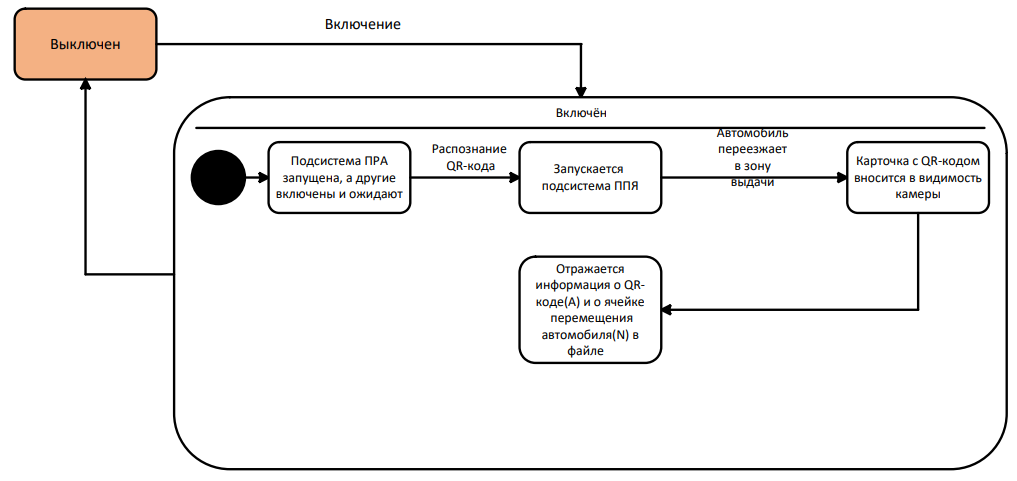 Включение
Выключен
Включён
Подсистема ПРА
запущена, а другие
включены и ожидают
Распознание
QR-кода
Запускается
подсистема ППЯ
Автомобиль
переезжает
в зону
выдачи
Карточка с QR-кодом
вносится в видимость
камеры
Отражается
информация о QR-
коде(A) и о ячейке
перемещения
автомобиля(N) в
файле